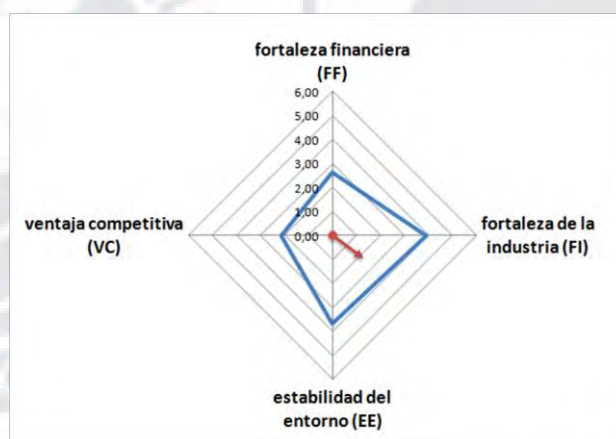 fortaleza financiera
(FF)
6,00
5,00
4,00
3,00
2,00
1,00
0,00
ventaja competitiva
(VC)
fortaleza de la
industria (FI)
estabilidad del
entorno (EE)